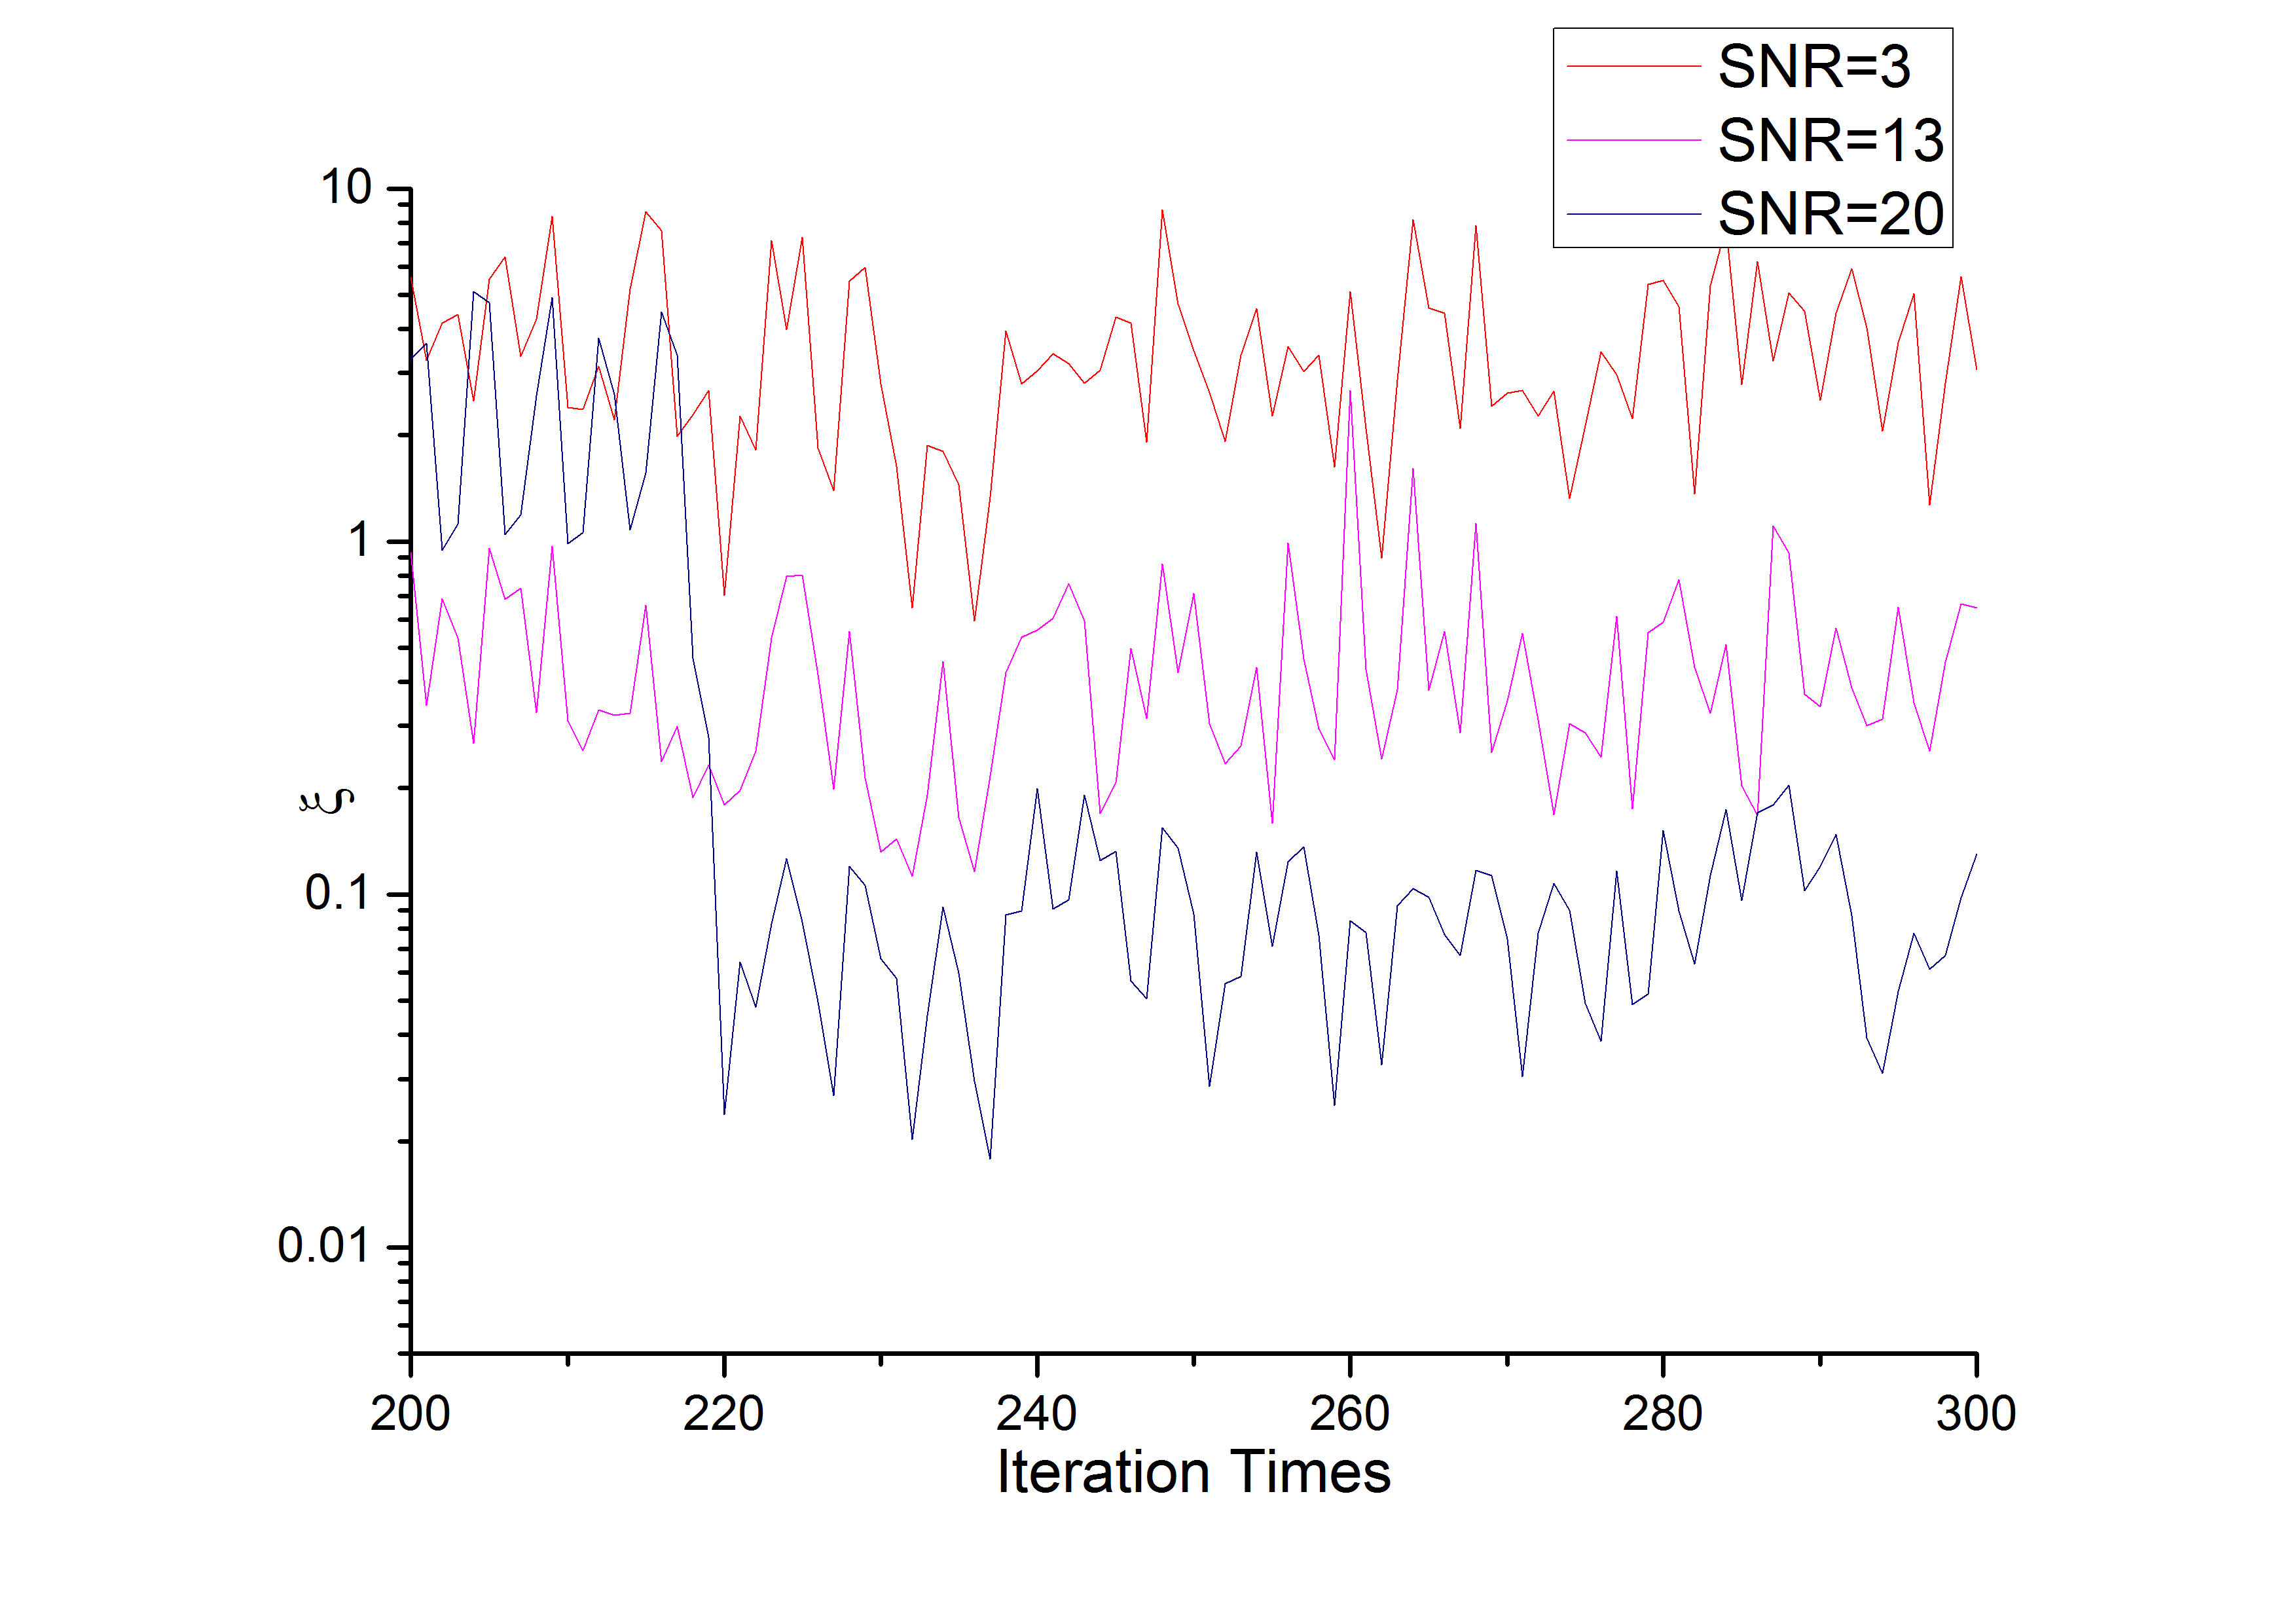 SNR=3
SNR=13
SNR=20
10
1
0.1
0.01
ξ
200 220 240 260 280 300
Iteration Times